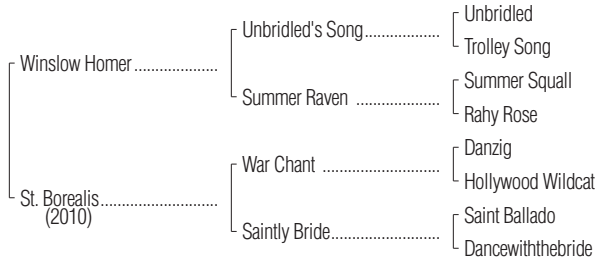 Unbridled
Unbridled's Song..................
Trolley Song
Winslow Homer ....................
Summer Squall
Summer Raven ....................
Rahy Rose
Danzig
War Chant ............................
Hollywood Wildcat
St. Borealis............................
(2010)
Saint Ballado
Saintly Bride..........................
Dancewiththebride